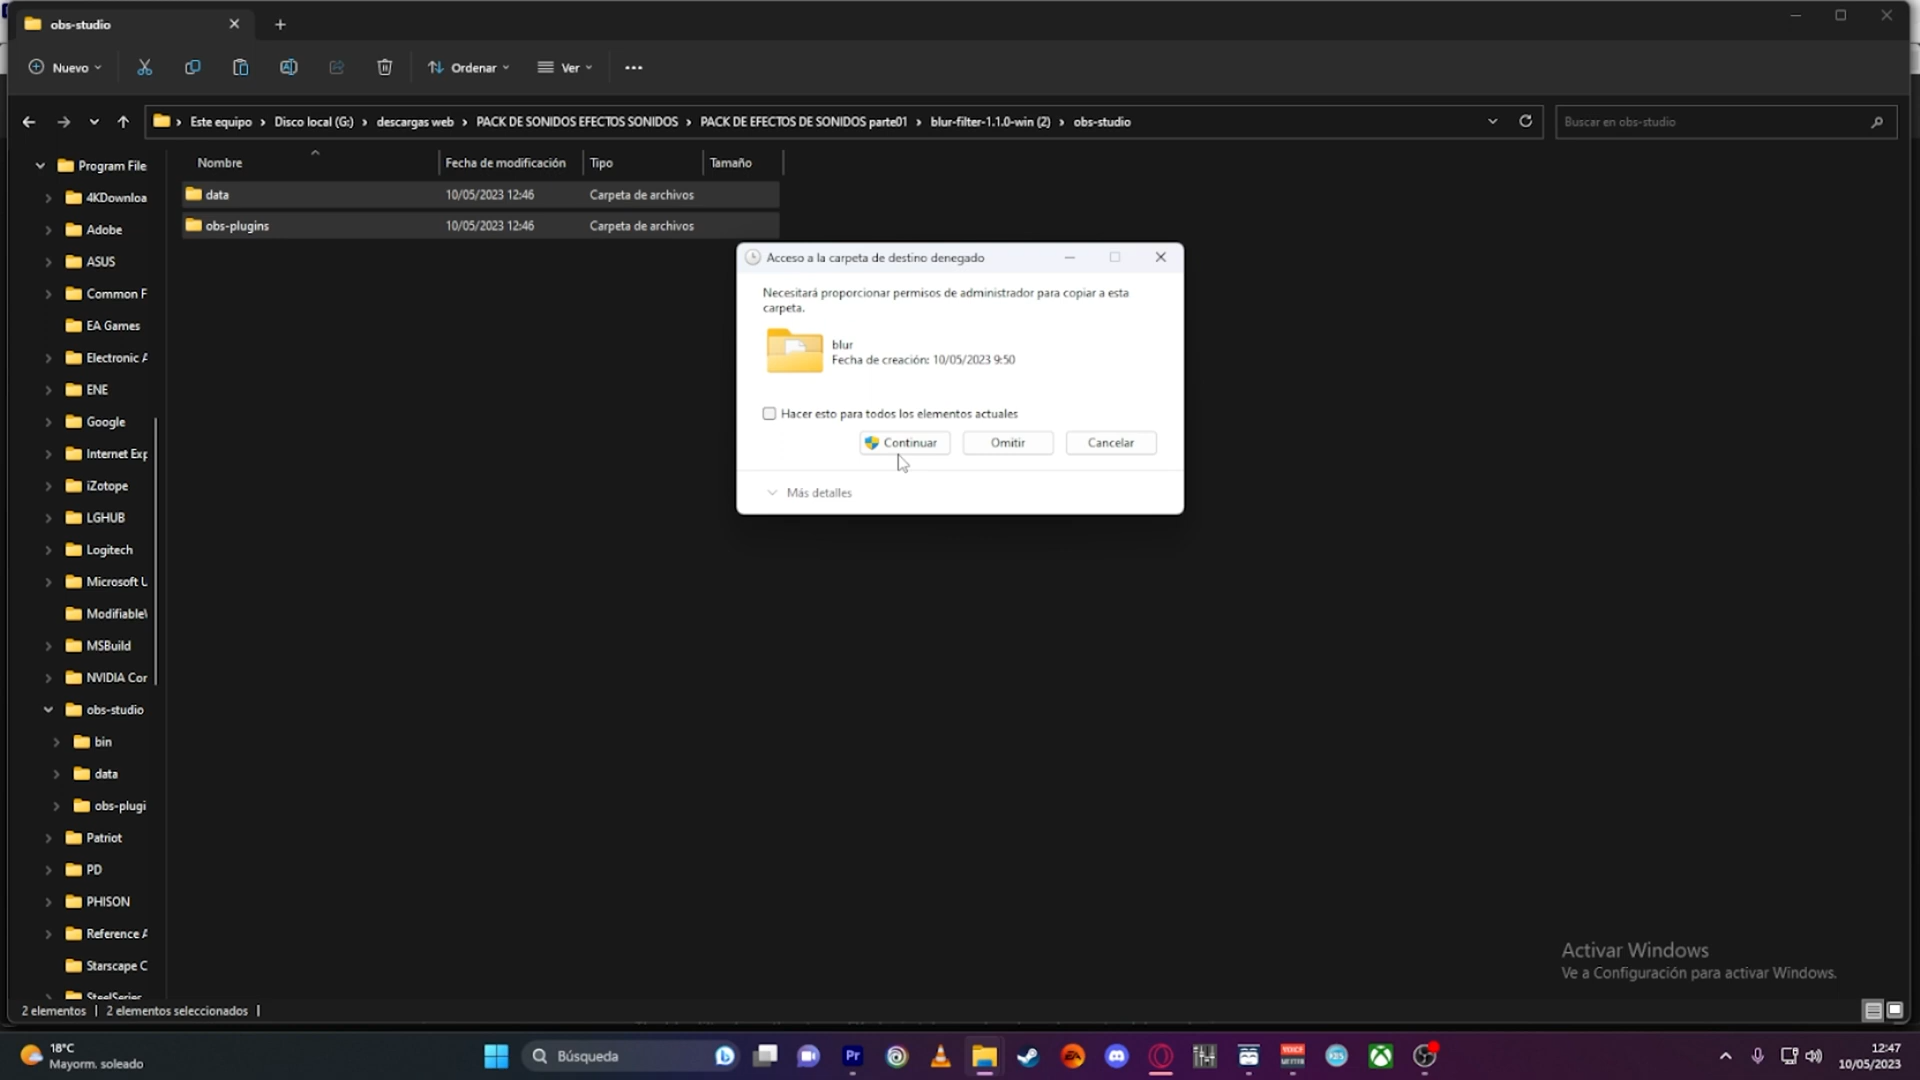 obs-studio
Nuevo
Ordenar
Ver
Este equipo > Disco local (G:) > descargas web > PACK DE SONIDOS EFECTOS SONIDOS > PACK DE EFECTOS DE SONIDOS parte01 > blur-filter-1.1.0-win (2) > obs-studio
Buscar en obs-studio
Nombre Fecha de modificación Tipo Tamaño
data 10/05/2023 12:46 Carpeta de archivos
obs-plugins 10/05/2023 12:46 Carpeta de archivos
Program File
4KDownloa
Adobe
ASUS
Common F
EA Games
Electronic A
ENE
Google
Internet Exp
iZotope
LGHUB
Logitech
Microsoft U
Modifiable
MSBuild
NVIDIA Cor
obs-studio
bin
data
obs-plugi
Patriot
PD
PHISON
Reference A
Starscape C
SteelSeries
Acceso a la carpeta de destino denegado
Necesitará proporcionar permisos de administrador para copiar a esta
carpeta.
blur
Fecha de creación: 10/05/2023 9:50
Hacer esto para todos los elementos actuales
Continuar
Omitir
Cancelar
Más detalles
Activar Windows
Ve a Configuración para activar Windows.
2 elementos | 2 elementos seleccionados |
18°C
Mayorm. soleado
Búsqueda
Pr
EA
VOICE
MEETER
12:47
10/05/2023